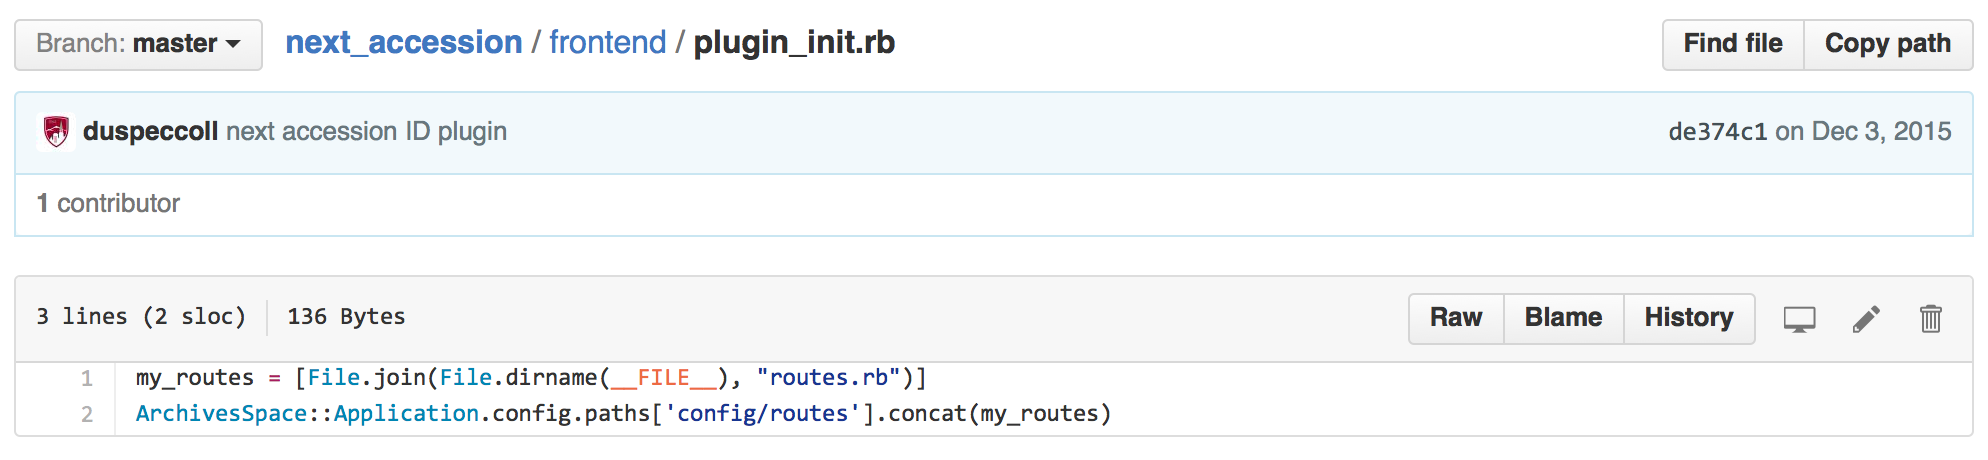 Branch: master next_accession / frontend / plugin_init.rb Find file Copy path
duspeccoll next accession ID plugin de374c1 on Dec 3, 2015
1 contributor
3 lines (2 sloc) 136 Bytes Raw Blame History
1 my_routes = [File.join(File.dirname(__FILE__), "routes.rb")]
2 ArchivesSpace::Application.config.paths['config/routes'].concat(my_routes)